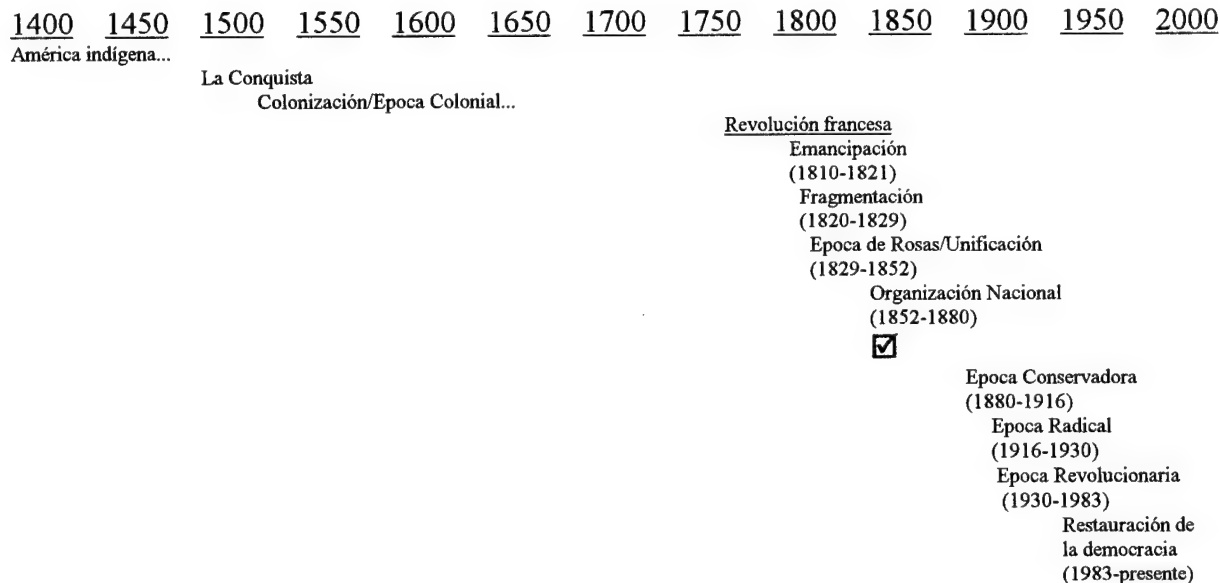 1400 1450 1500 1550 1600 1650 1700 1750 1800 1850 1900 1950 2000
América indígena...
La Conquista
Colonización/Epoca Colonial...
Revolución francesa
Emancipación
(1810-1821)
Fragmentación
(1820-1829)
Epoca de Rosas/Unificación
(1829-1852)
Organización Nacional
(1852-1880)
☑
Epoca Conservadora
(1880-1916)
Epoca Radical
(1916-1930)
Epoca Revolucionaria
(1930-1983)
Restauración de
la democracia
(1983-presente)